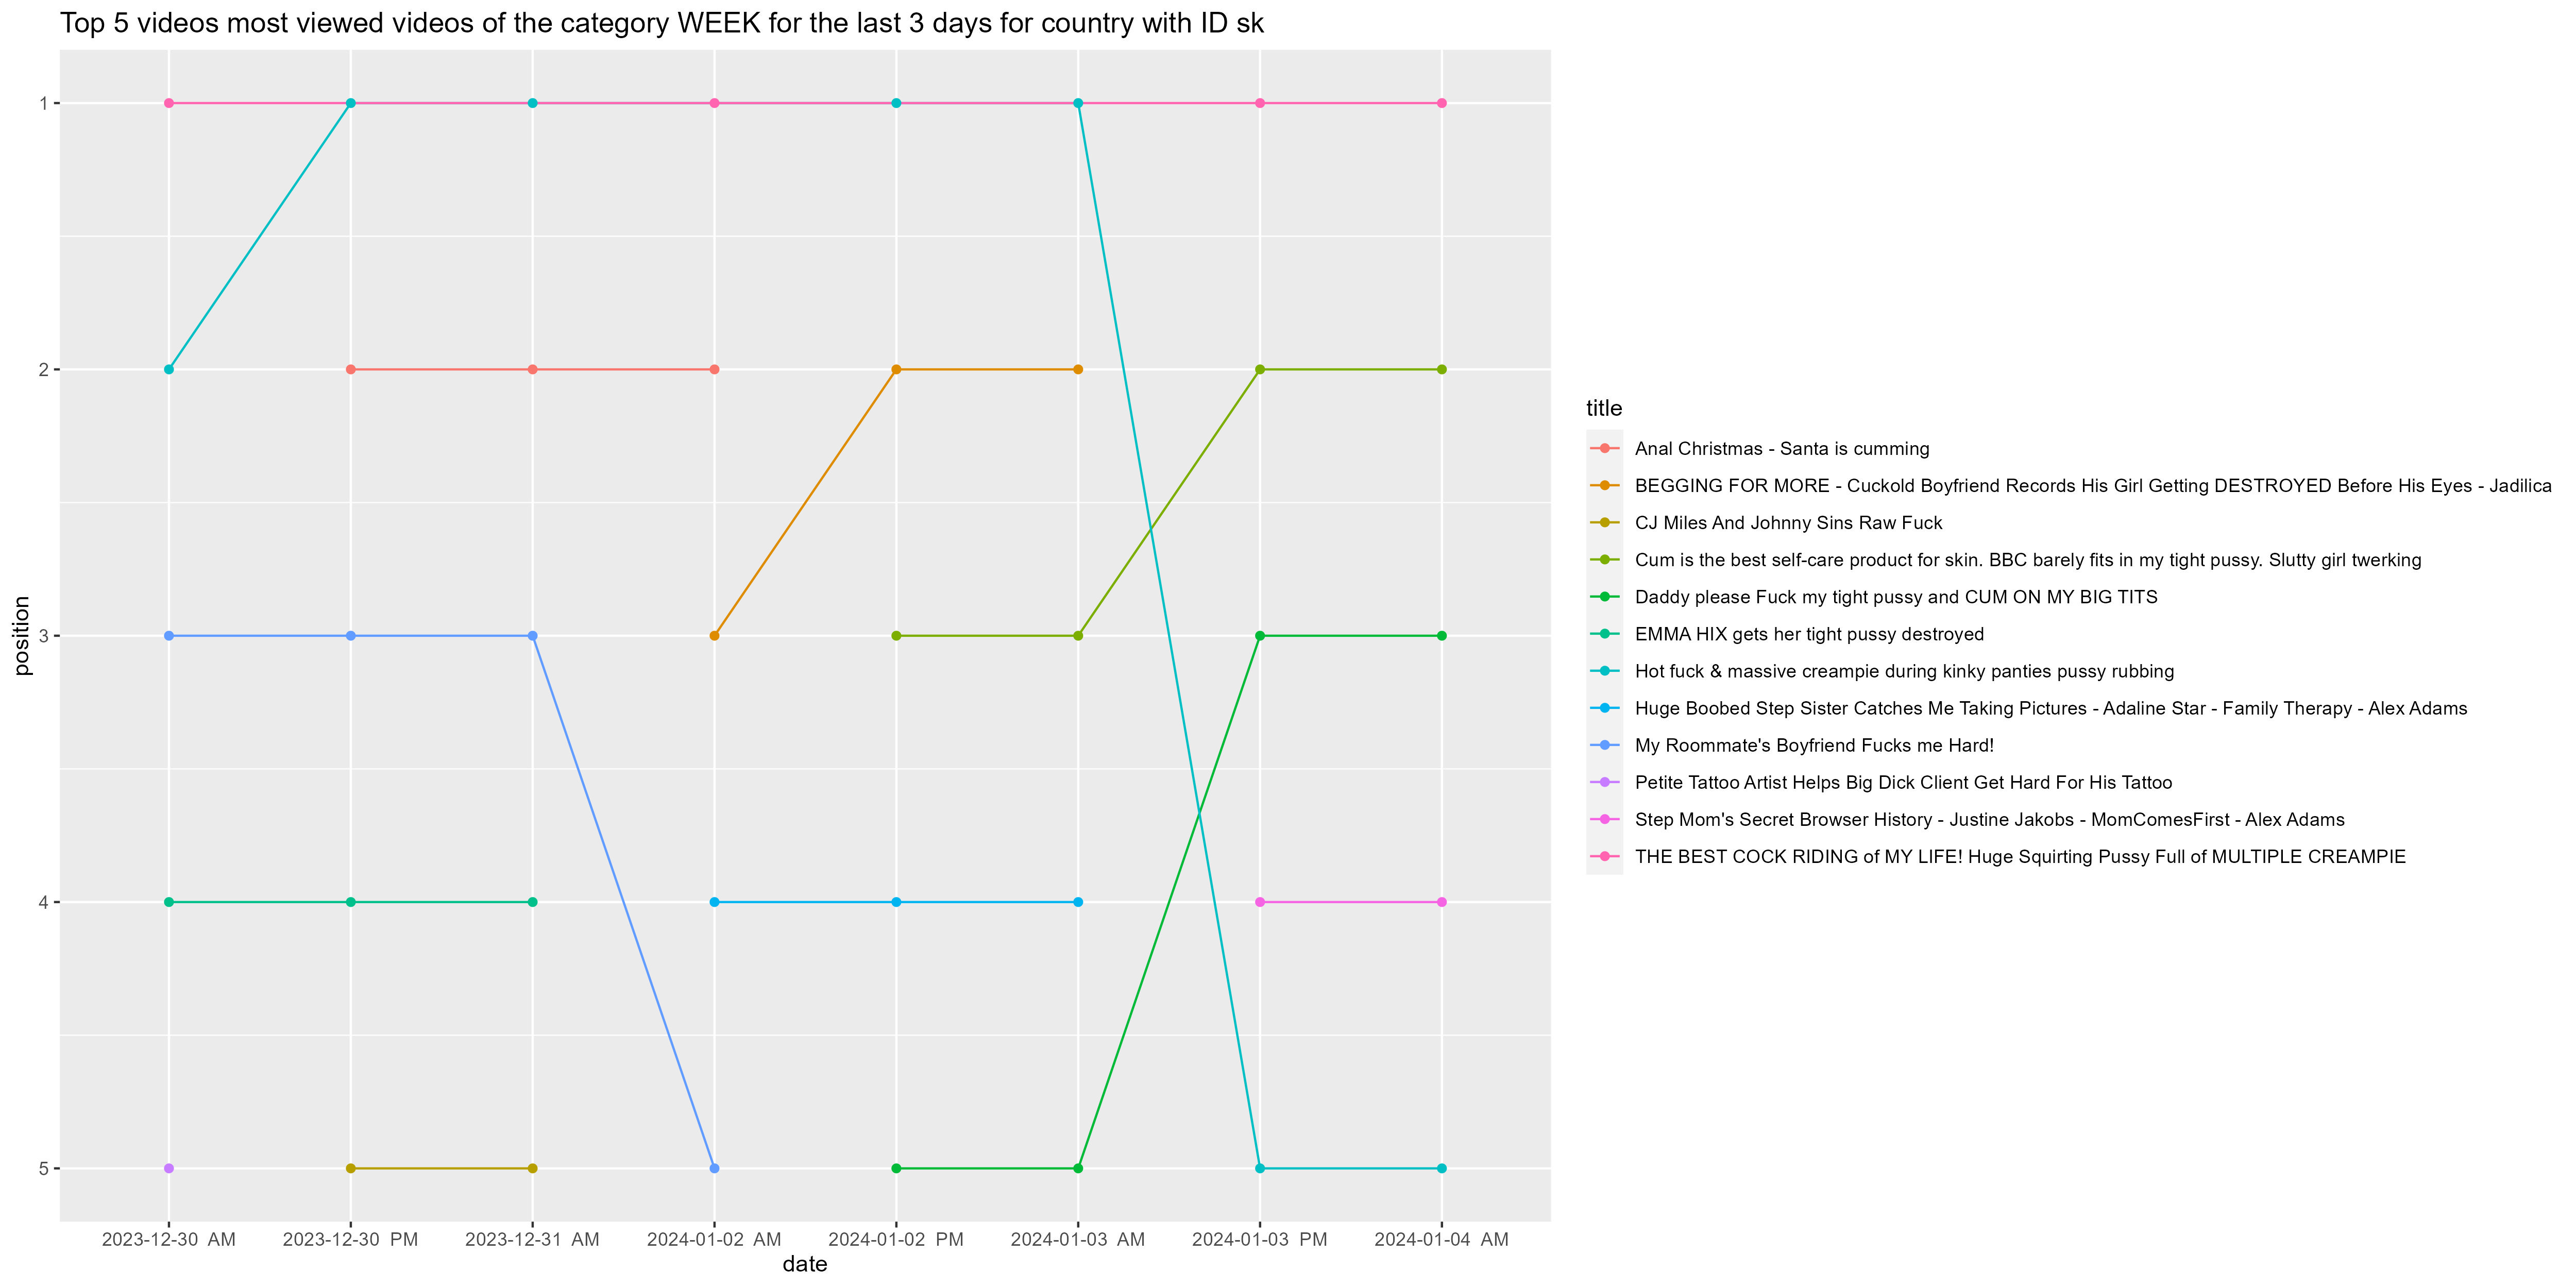 Top 5 videos most viewed videos of the category WEEK for the last 3 days for country with ID sk
position
1
2
3
4
5
2023-12-30 AM
2023-12-30 PM
2023-12-31 AM
2024-01-02 AM
2024-01-02 PM
2024-01-03 AM
2024-01-03 PM
2024-01-04 AM
date
title
Anal Christmas - Santa is cumming
BEGGING FOR MORE - Cuckold Boyfriend Records His Girl Getting DESTROYED Before His Eyes - Jadilica
CJ Miles And Johnny Sins Raw Fuck
Cum is the best self-care product for skin. BBC barely fits in my tight pussy. Slutty girl twerking
Daddy please Fuck my tight pussy and CUM ON MY BIG TITS
EMMA HIX gets her tight pussy destroyed
Hot fuck & massive creampie during kinky panties pussy rubbing
Huge Boobed Step Sister Catches Me Taking Pictures - Adaline Star - Family Therapy - Alex Adams
My Roommate's Boyfriend Fucks me Hard!
Petite Tattoo Artist Helps Big Dick Client Get Hard For His Tattoo
Step Mom's Secret Browser History - Justine Jakobs - MomComesFirst - Alex Adams
THE BEST COCK RIDING of MY LIFE! Huge Squirting Pussy Full of MULTIPLE CREAMPIE